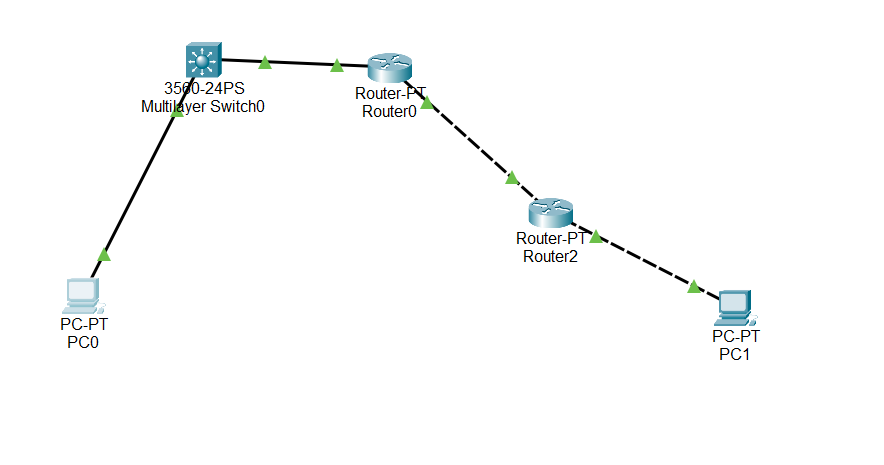 3560-24PS
Multilayer Switch0
Router-PT
Router0
Router-PT
Router2
PC-PT
PC0
PC-PT
PC1